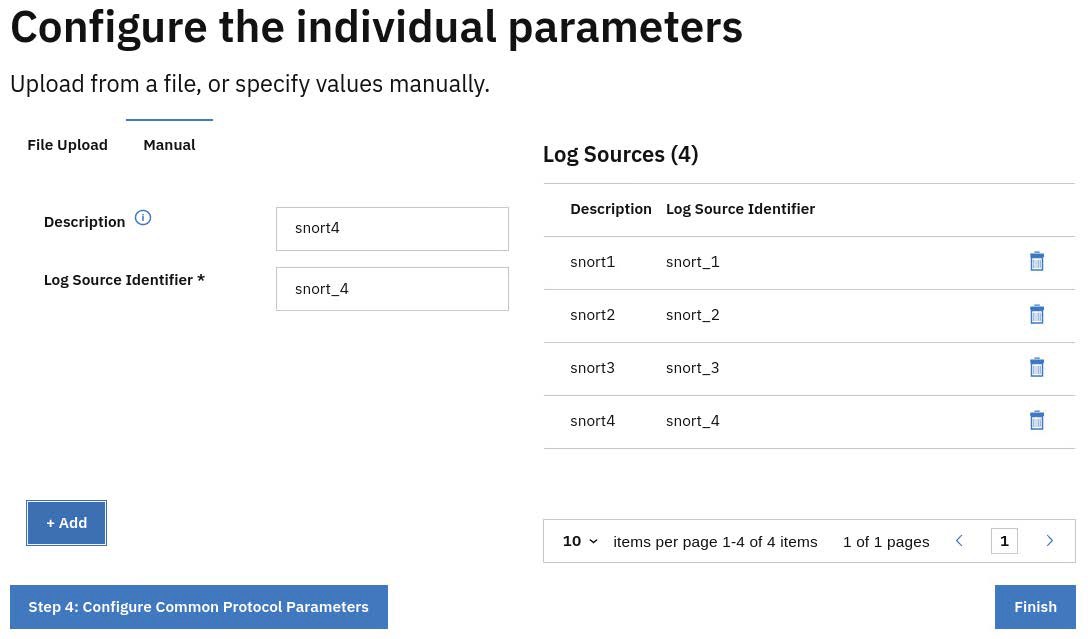 Configure the individual parameters
Upload from a file, or specify values manually.
File Upload Manual
Description snort4
Log Source Identifier * snort_4
+ Add
Log Sources (4)
Description Log Source Identifier
snort1 snort_1
snort2 snort_2
snort3 snort_3
snort4 snort_4
10 items per page 1-4 of 4 items 1 of 1 pages 1
Step 4: Configure Common Protocol Parameters
Finish